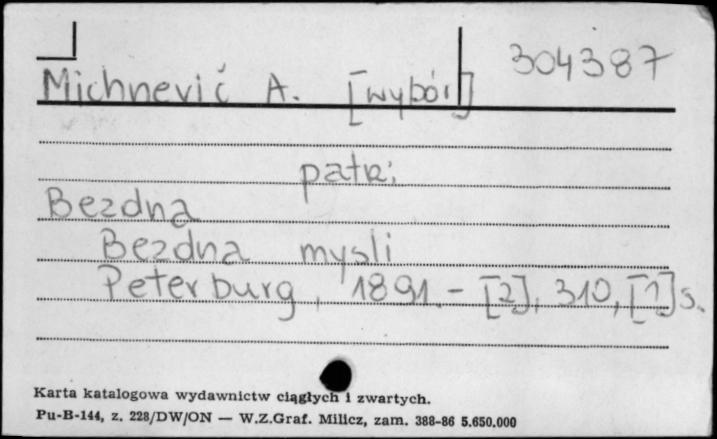 304387
Michnevič A. [wybór]
patrz
Bezdna
Bezdna mysli
Peterburg, 1891.- [2], 310, [1] s.
Karta katalogowa wydawnictw ciągłych i zwartych.
Pu-B-144, z. 228/DW/ON — W.Z.Graf. Milicz, zam. 388-86 5.650.000